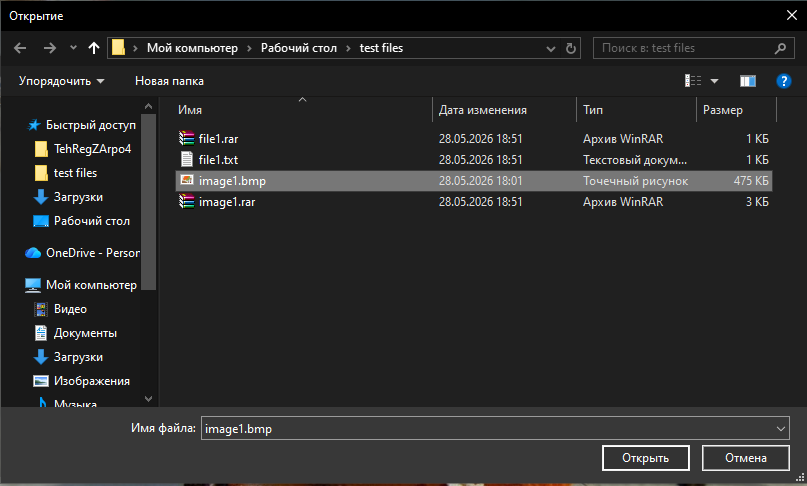 Открытие
Мой компьютер > Рабочий стол > test files
Поиск в: test files
Упорядочить Новая папка
Имя Дата изменения Тип Размер
Быстрый доступ
TehRegZArpo4
test files
Загрузки
Рабочий стол
OneDrive - Person
Мой компьютер
Видео
Документы
Загрузки
Изображения
Музыка
file1.rar 28.05.2026 18:51 Архив WinRAR 1 КБ
file1.txt 28.05.2026 18:51 Текстовый докум... 1 КБ
image1.bmp 28.05.2026 18:01 Точечный рисунок 475 КБ
image1.rar 28.05.2026 18:51 Архив WinRAR 3 КБ
Имя файла: image1.bmp
Открыть Отмена